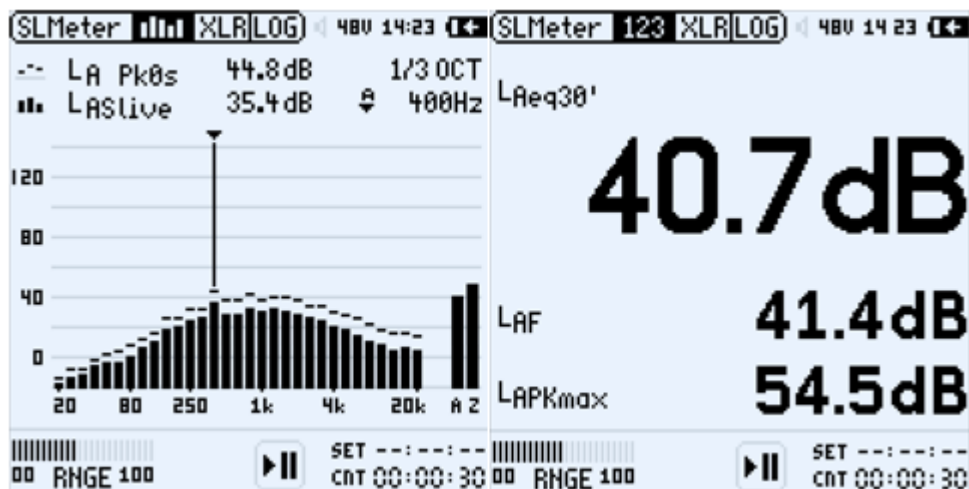 SLMeter XLR LOG 48V 14:23
LA Pk0s 44.8dB 1/3 OCT
LASlive 35.4dB A 400Hz
120
80
40
0
20 80 250 1k 4k 20k A Z
SET --:--:--
00 RNGE 100 CNT 00:00:30
SLMeter 123 XLR LOG 48V 14 23
LAeq30'
40.7dB
LAF 41.4dB
LAPKmax 54.5dB
SET --:--:--
00 RNGE 100 CNT 00:00:30